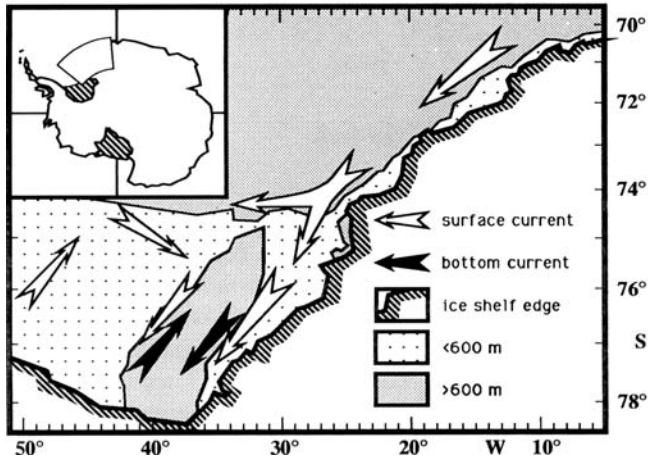 70°
72°
74°
surface current
bottom current
76°
ice shelf edge
<600 m
S
>600 m
78°
50° 40° 30° 20° W 10°